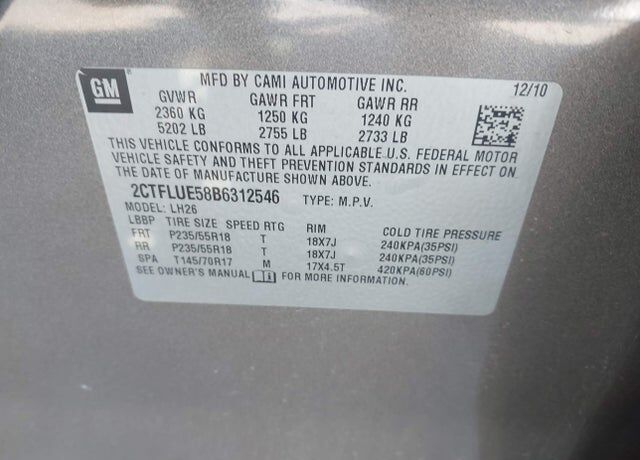 GM
MFD BY CAMI AUTOMOTIVE INC. 12/10
GVWR GAWR FRT GAWR RR
2360 KG 1250 KG 1240 KG
5202 LB 2755 LB 2733 LB
THIS VEHICLE CONFORMS TO ALL APPLICABLE U.S. FEDERAL MOTOR
VEHICLE SAFETY AND THEFT PREVENTION STANDARDS IN EFFECT ON
THE DATE OF MANUFACTURE SHOWN ABOVE.
2CTFLUE58B6312546 TYPE: M.P.V.
MODEL: LH26
LBBP TIRE SIZE SPEED RTG RIM COLD TIRE PRESSURE
FRT P235/55R18 T 18X7J 240KPA(35PSI)
RR P235/55R18 T 18X7J 240KPA(35PSI)
SPA T145/70R17 M 17X4.5T 420KPA(60PSI)
SEE OWNER'S MANUAL FOR MORE INFORMATION.